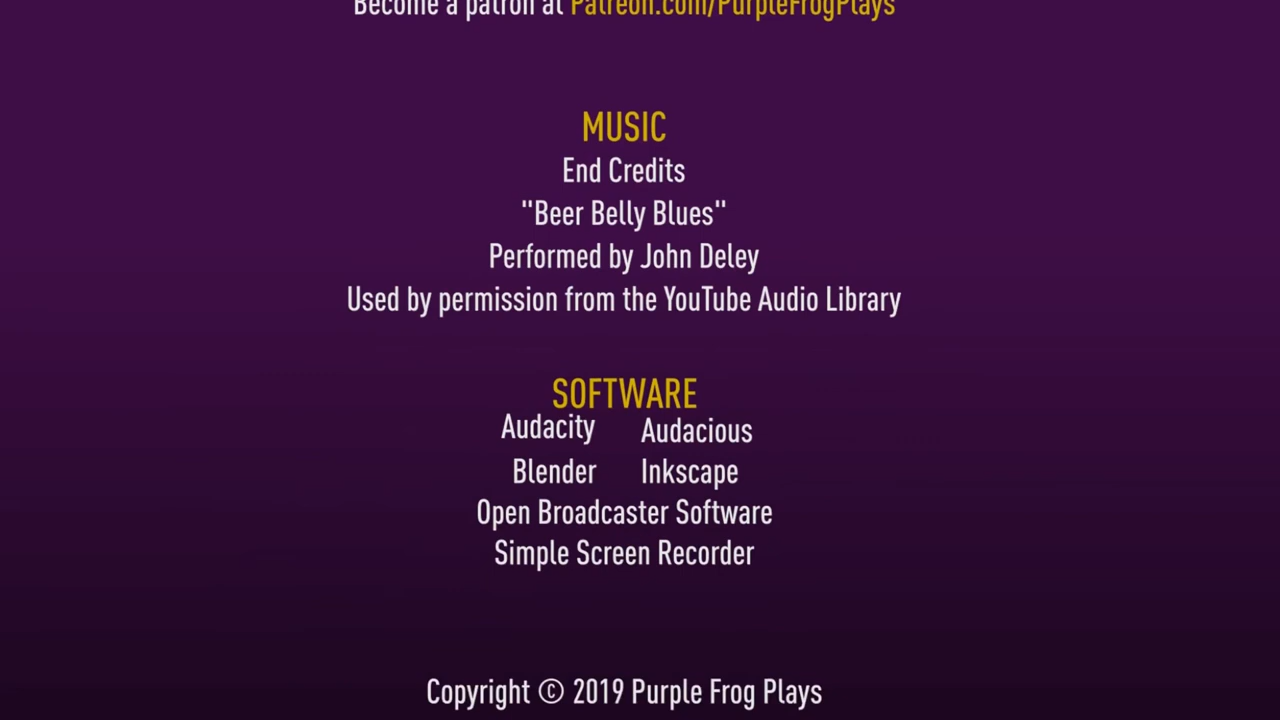 Become a patron at Patreon.com/PurpleFrogPlays
MUSIC
End Credits
"Beer Belly Blues"
Performed by John Deley
Used by permission from the YouTube Audio Library
SOFTWARE
Audacity Audacious
Blender Inkscape
Open Broadcaster Software
Simple Screen Recorder
Copyright © 2019 Purple Frog Plays